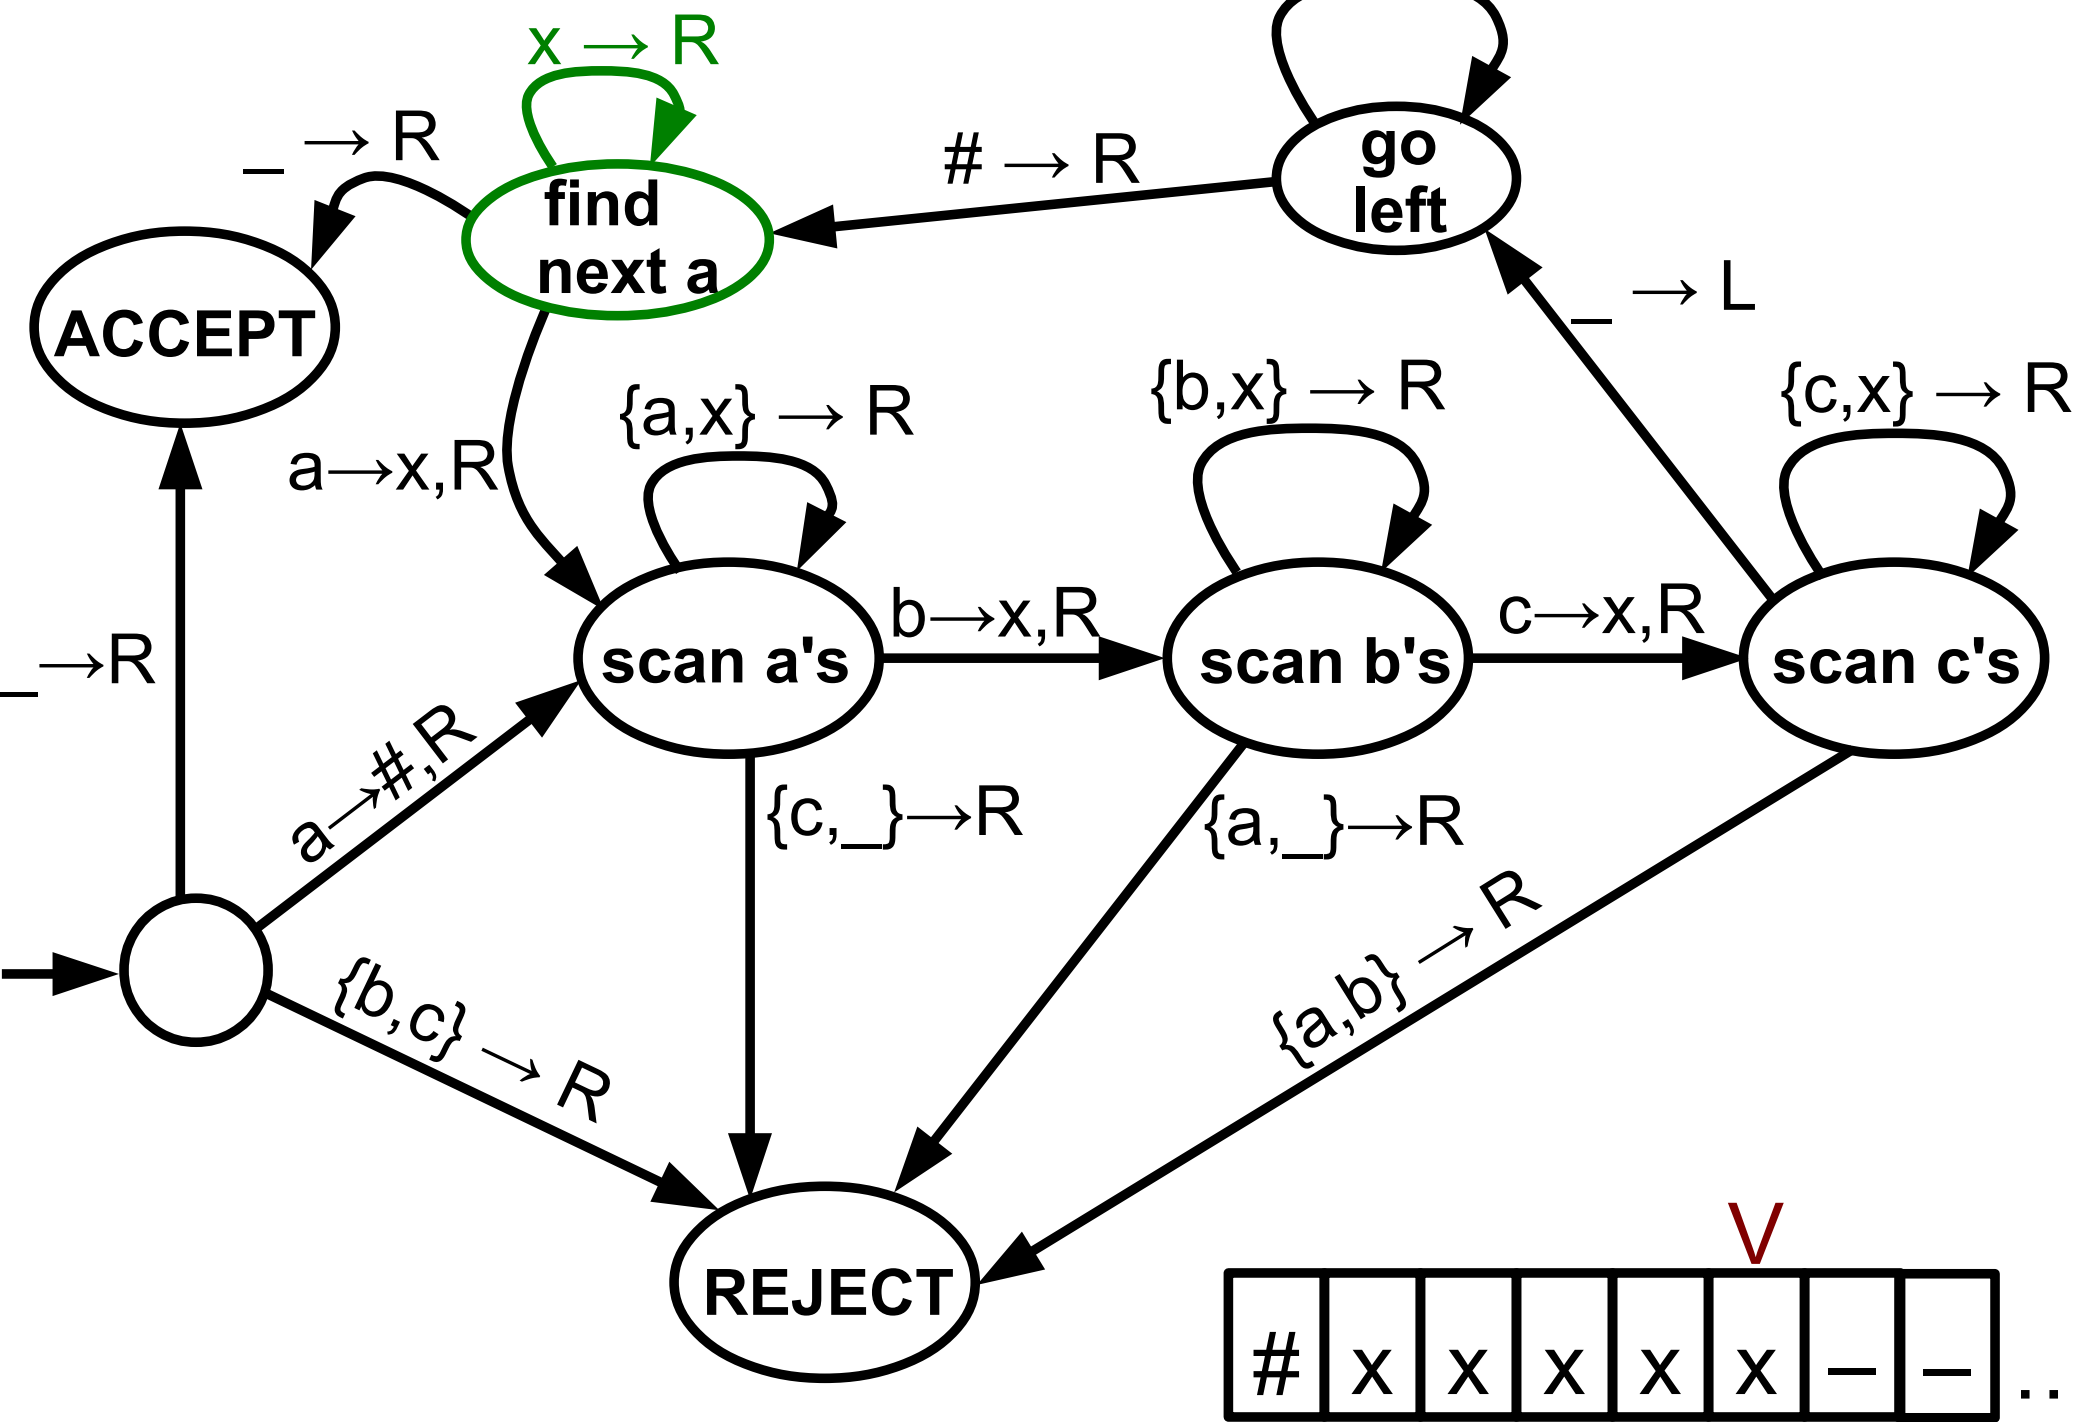 x → R
_ → R
# → R
go
left
find
next a
_ → L
ACCEPT
{a,x} → R
{b,x} → R
{c,x} → R
a→x,R
b→x,R
c→x,R
scan a's
scan b's
scan c's
_→R
a→#,R
{c,_}→R
{a,_}→R
{a,b} → R
{b,c} → R
REJECT
V
# x x x x x _ _ ..